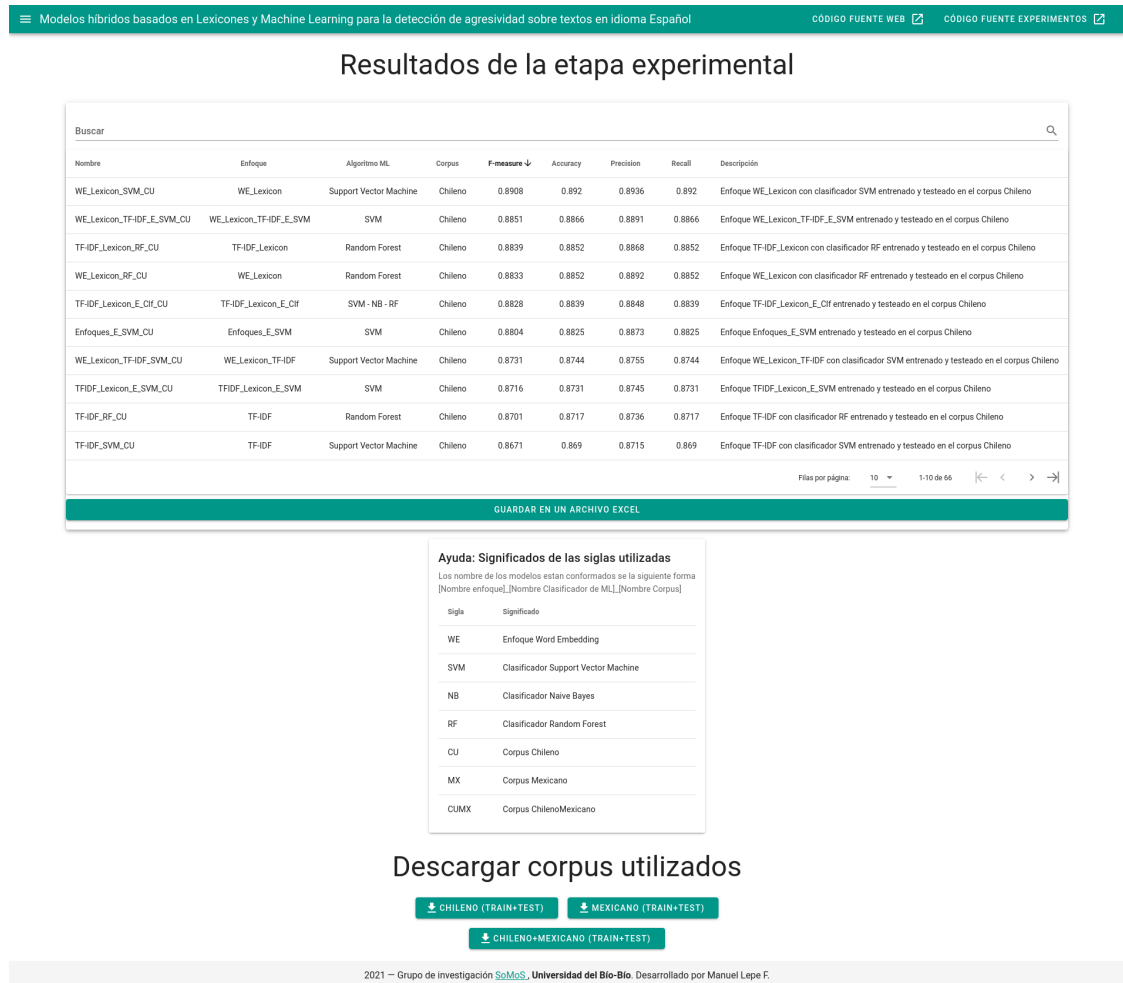 Modelos híbridos basados en Lexicones y Machine Learning para la detección de agresividad sobre textos en idioma Español CÓDIGO FUENTE WEB CÓDIGO FUENTE EXPERIMENTOS
Resultados de la etapa experimental
Buscar
Nombre Enfoque Algoritmo ML Corpus F-measure Accuracy Precision Recall Descripción
WE_Lexicon_SVM_CU WE_Lexicon Support Vector Machine Chileno 0.8908 0.892 0.8936 0.892 Enfoque WE_Lexicon con clasificador SVM entrenado y testeado en el corpus Chileno
WE_Lexicon_TF-IDF_E_SVM_CU WE_Lexicon_TF-IDF_E_SVM SVM Chileno 0.8851 0.8866 0.8891 0.8866 Enfoque WE_Lexicon_TF-IDF_E_SVM entrenado y testeado en el corpus Chileno
TF-IDF_Lexicon_RF_CU TF-IDF_Lexicon Random Forest Chileno 0.8839 0.8852 0.8868 0.8852 Enfoque TF-IDF_Lexicon con clasificador RF entrenado y testeado en el corpus Chileno
WE_Lexicon_RF_CU WE_Lexicon Random Forest Chileno 0.8833 0.8852 0.8892 0.8852 Enfoque WE_Lexicon con clasificador RF entrenado y testeado en el corpus Chileno
TF-IDF_Lexicon_E_Clf_CU TF-IDF_Lexicon_E_Clf SVM - NB - RF Chileno 0.8828 0.8839 0.8848 0.8839 Enfoque TF-IDF_Lexicon_E_Clf entrenado y testeado en el corpus Chileno
Enfoques_E_SVM_CU Enfoques_E_SVM SVM Chileno 0.8804 0.8825 0.8873 0.8825 Enfoque Enfoques_E_SVM entrenado y testeado en el corpus Chileno
WE_Lexicon_TF-IDF_SVM_CU WE_Lexicon_TF-IDF Support Vector Machine Chileno 0.8731 0.8744 0.8755 0.8744 Enfoque WE_Lexicon_TF-IDF con clasificador SVM entrenado y testeado en el corpus Chileno
TFIDF_Lexicon_E_SVM_CU TFIDF_Lexicon_E_SVM SVM Chileno 0.8716 0.8731 0.8745 0.8731 Enfoque TFIDF_Lexicon_E_SVM entrenado y testeado en el corpus Chileno
TF-IDF_RF_CU TF-IDF Random Forest Chileno 0.8701 0.8717 0.8736 0.8717 Enfoque TF-IDF con clasificador RF entrenado y testeado en el corpus Chileno
TF-IDF_SVM_CU TF-IDF Support Vector Machine Chileno 0.8671 0.869 0.8715 0.869 Enfoque TF-IDF con clasificador SVM entrenado y testeado en el corpus Chileno
Filas por página: 10 1-10 de 66
GUARDAR EN UN ARCHIVO EXCEL
Ayuda: Significados de las siglas utilizadas
Los nombre de los modelos estan conformados se la siguiente forma
[Nombre enfoque]_[Nombre Clasificador de ML]_[Nombre Corpus]
Sigla Significado
WE Enfoque Word Embedding
SVM Clasificador Support Vector Machine
NB Clasificador Naive Bayes
RF Clasificador Random Forest
CU Corpus Chileno
MX Corpus Mexicano
CUMX Corpus ChilenoMexicano
Descargar corpus utilizados
CHILENO (TRAIN+TEST) MEXICANO (TRAIN+TEST)
CHILENO+MEXICANO (TRAIN+TEST)
2021 — Grupo de investigación SoMoS , Universidad del Bío-Bío. Desarrollado por Manuel Lepe F.